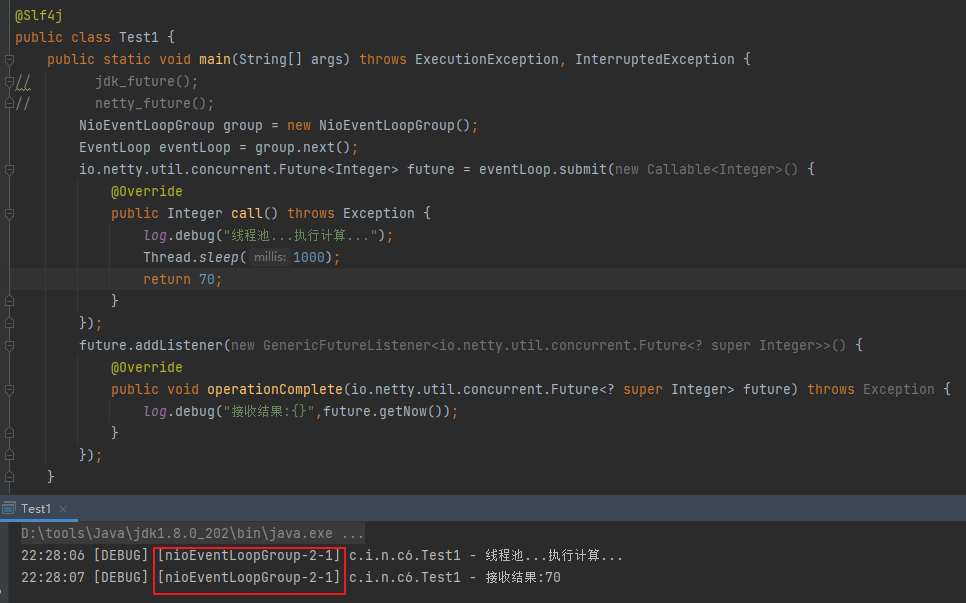 @Slf4j
public class Test1 {
public static void main(String[] args) throws ExecutionException, InterruptedException {
// jdk_future();
// netty_future();
NioEventLoopGroup group = new NioEventLoopGroup();
EventLoop eventLoop = group.next();
io.netty.util.concurrent.Future<Integer> future = eventLoop.submit(new Callable<Integer>() {
@Override
public Integer call() throws Exception {
log.debug("线程池...执行计算...");
Thread.sleep( millis: 1000);
return 70;
}
});
future.addListener(new GenericFutureListener<io.netty.util.concurrent.Future<? super Integer>>() {
@Override
public void operationComplete(io.netty.util.concurrent.Future<? super Integer> future) throws Exception {
log.debug("接收结果:{}",future.getNow());
}
});
}
Test1 ×
D:\tools\Java\jdk1.8.0_202\bin\java.exe ...
22:28:06 [DEBUG] [nioEventLoopGroup-2-1] c.i.n.c6.Test1 - 线程池...执行计算...
22:28:07 [DEBUG] [nioEventLoopGroup-2-1] c.i.n.c6.Test1 - 接收结果:70